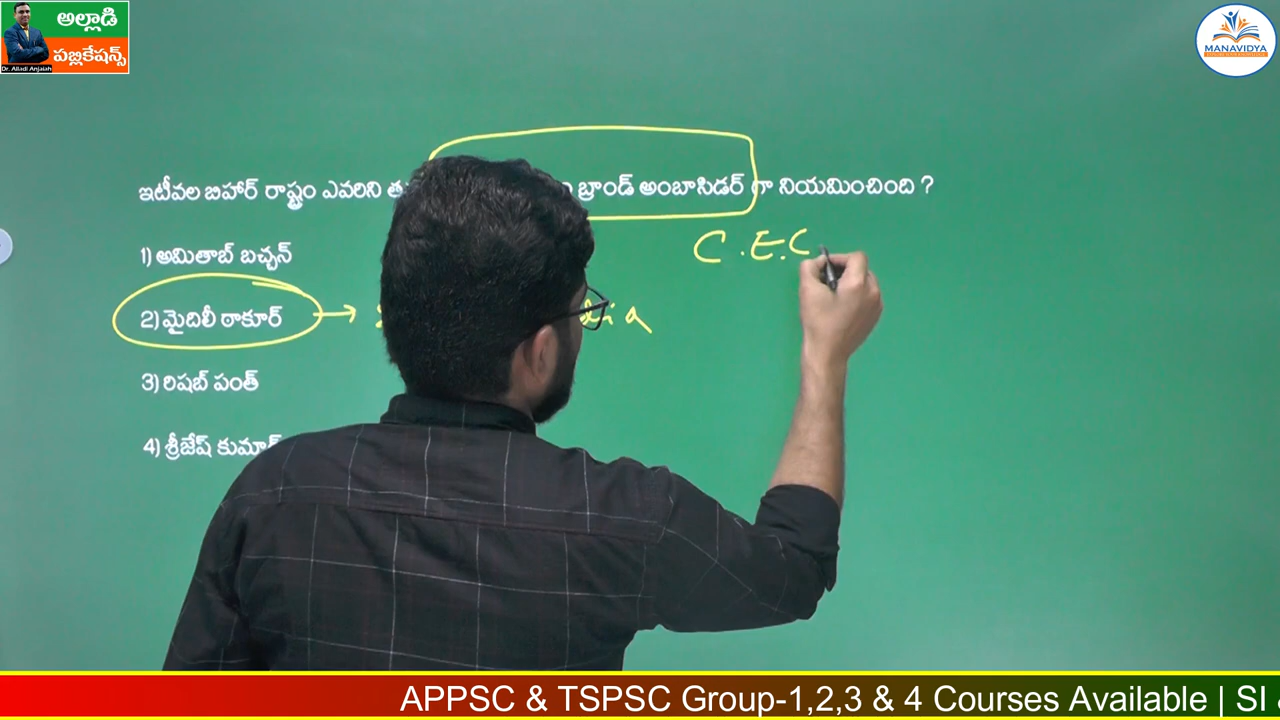 అల్లాడి
పబ్లికేషన్స్
Dr. Alladi Anjaiah
MANAVIDYA
ఇటీవల బిహార్ రాష్ట్రం ఎవరిని బ్రాండ్ అంబాసిడర్ గా నియమించింది ?
C.E.C
1) అమితాబ్ బచ్చన్
2) మైదిలీ ఠాకూర్ →
3) రిషబ్ పంత్
4) శ్రీజేష్ కుమార్
APPSC & TSPSC Group-1,2,3 & 4 Courses Available | SI